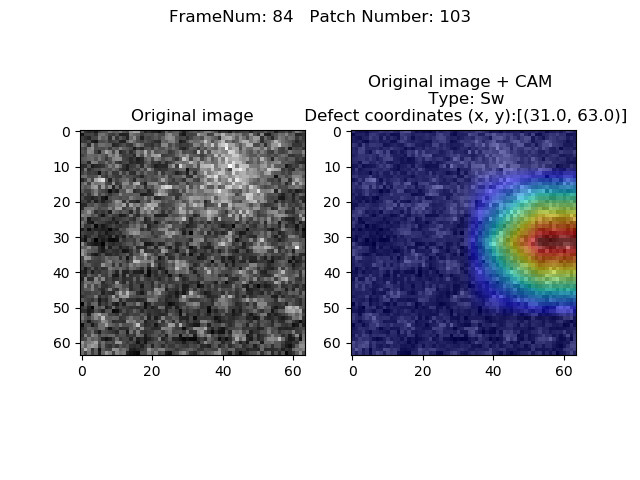 FrameNum: 84   Patch Number: 103
Original image
0
10
20
30
40
50
60
0 20 40 60
Original image + CAM
Type: Sw
Defect coordinates (x, y):[(31.0, 63.0)]
0
10
20
30
40
50
60
0 20 40 60